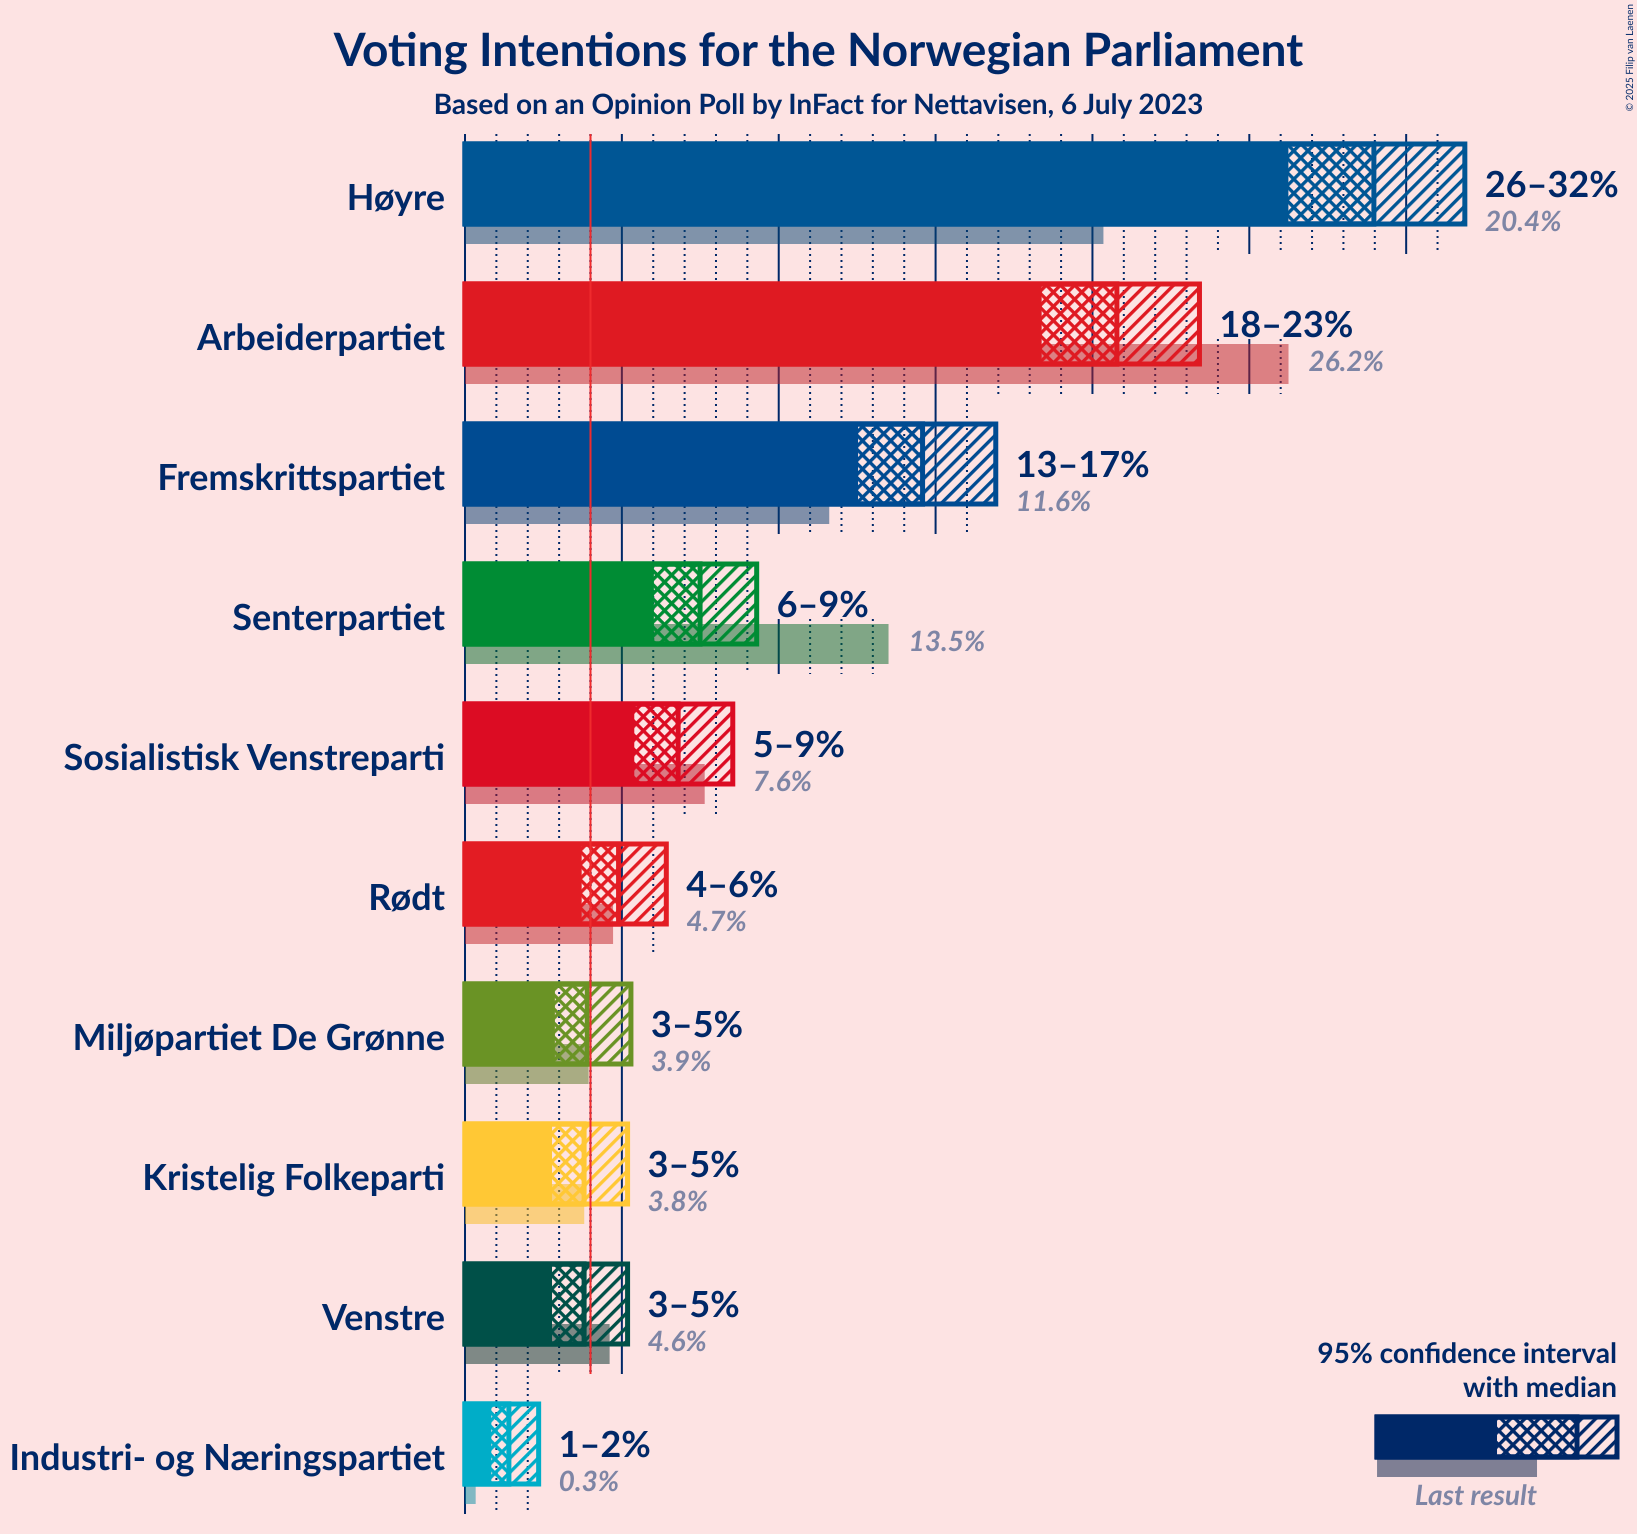 Voting Intentions for the Norwegian Parliament
Based on an Opinion Poll by InFact for Nettavisen, 6 July 2023
© 2025 Filip van Laenen
Høyre
26–32%
20.4%
Arbeiderpartiet
18–23%
26.2%
Fremskrittspartiet
13–17%
11.6%
Senterpartiet
6–9%
13.5%
Sosialistisk Venstreparti
5–9%
7.6%
Rødt
4–6%
4.7%
Miljøpartiet De Grønne
3–5%
3.9%
Kristelig Folkeparti
3–5%
3.8%
Venstre
3–5%
4.6%
Industri- og Næringspartiet
1–2%
0.3%
95% confidence interval
with median
Last result